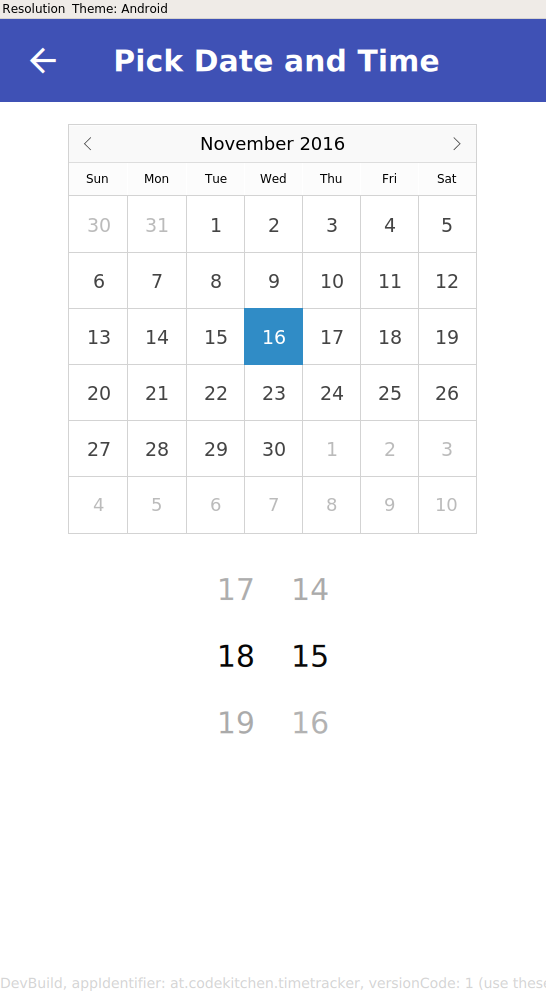 Resolution Theme: Android
Pick Date and Time
November 2016
Sun Mon Tue Wed Thu Fri Sat
30 31 1 2 3 4 5
6 7 8 9 10 11 12
13 14 15 16 17 18 19
20 21 22 23 24 25 26
27 28 29 30 1 2 3
4 5 6 7 8 9 10
17 14
18 15
19 16
DevBuild, appIdentifier: at.codekitchen.timetracker, versionCode: 1 (use these